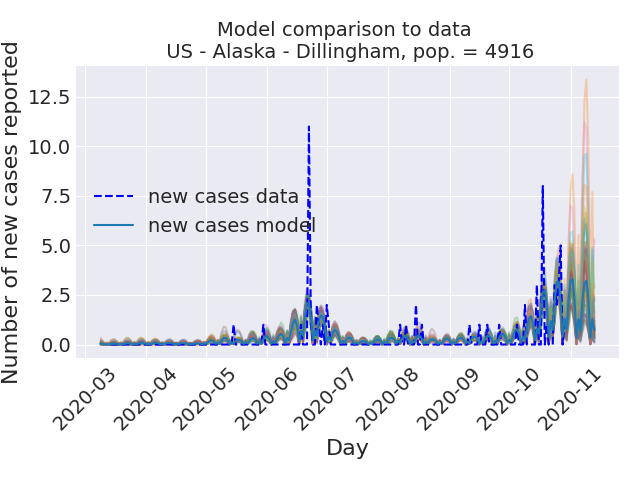 Model comparison to data
US - Alaska - Dillingham, pop. = 4916
Number of new cases reported
12.5
10.0
7.5
5.0
2.5
0.0
new cases data
new cases model
2020-03
2020-04
2020-05
2020-06
2020-07
2020-08
2020-09
2020-10
2020-11
Day